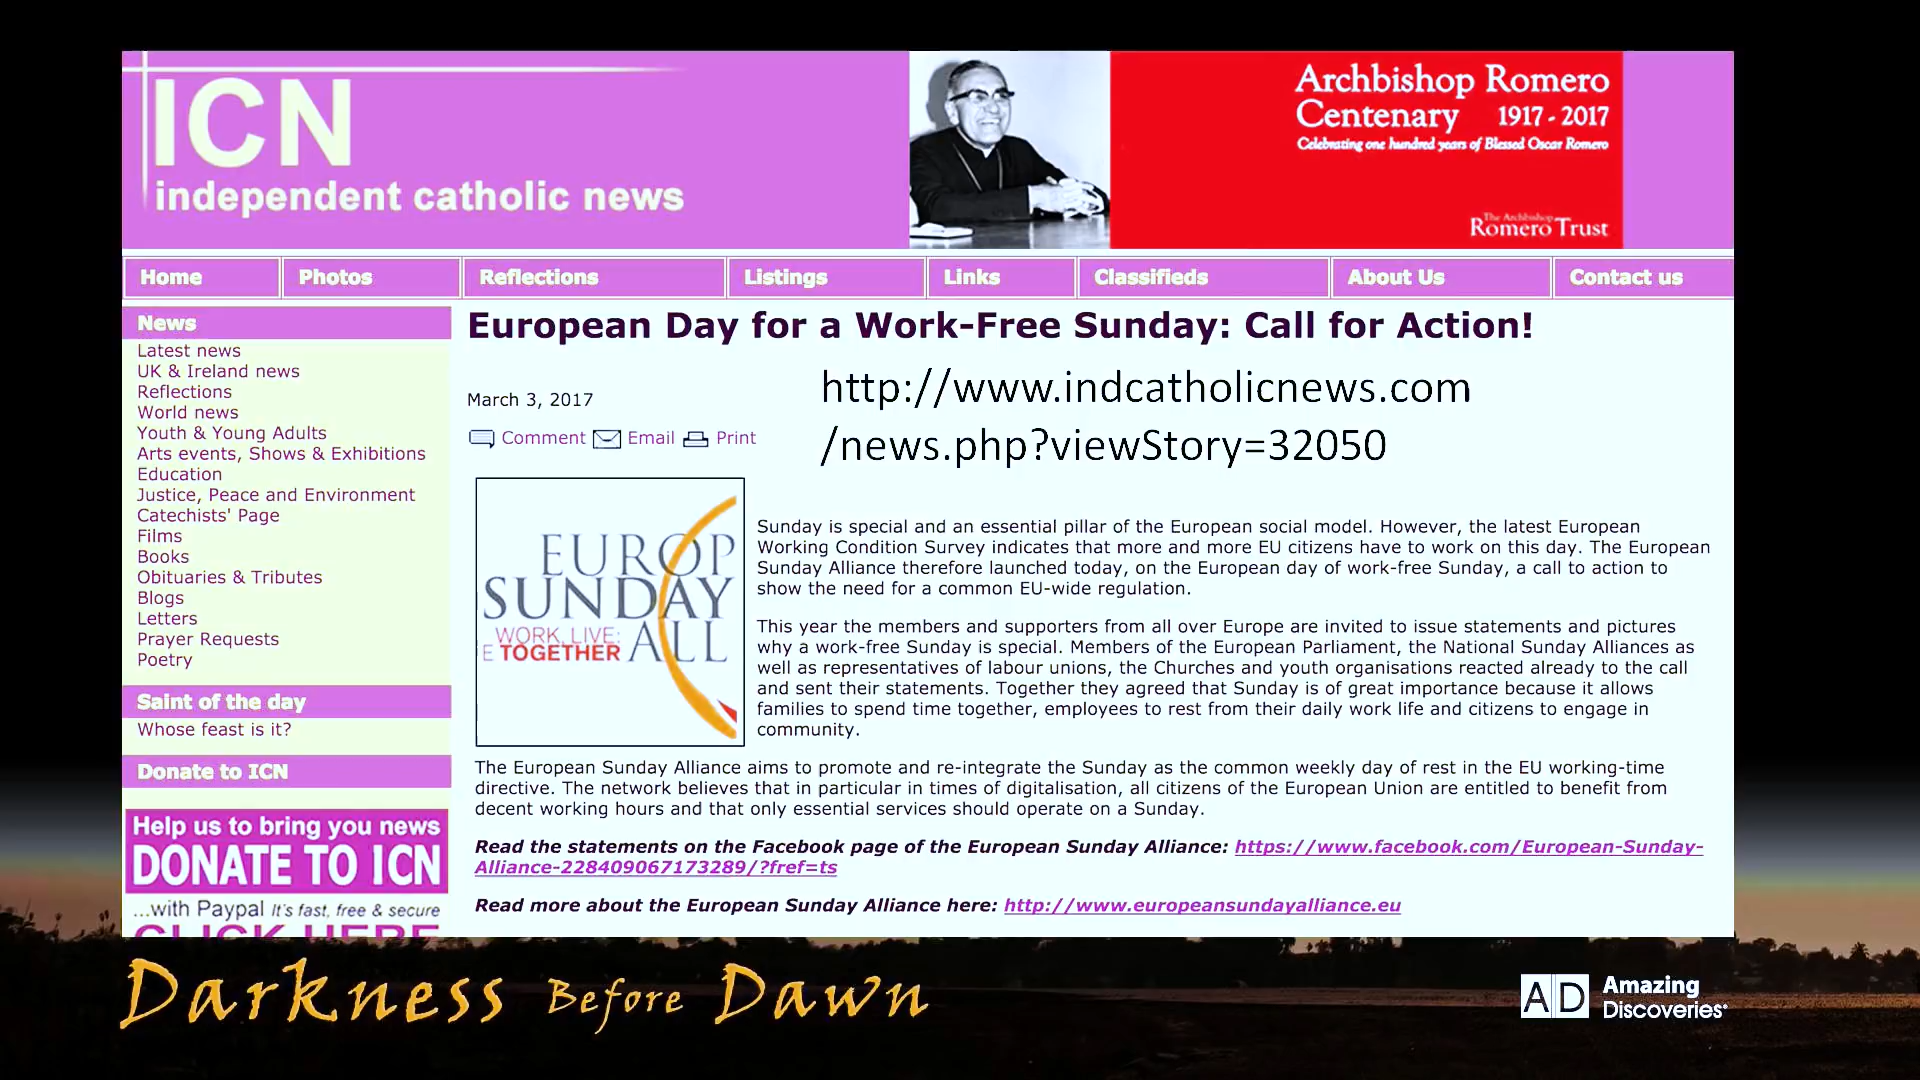 ICN
independent catholic news
Archbishop Romero
Centenary 1917 - 2017
Celebrating one hundred years of Blessed Oscar Romero
The Archbishop
Romero Trust
Home
Photos
Reflections
Listings
Links
Classifieds
About Us
Contact us
News
Latest news
UK & Ireland news
Reflections
World news
Youth & Young Adults
Arts events, Shows & Exhibitions
Education
Justice, Peace and Environment
Catechists' Page
Films
Books
Obituaries & Tributes
Blogs
Letters
Prayer Requests
Poetry
Saint of the day
Whose feast is it?
Donate to ICN
Help us to bring you news
DONATE TO ICN
...with Paypal it's fast, free & secure
CLICK HERE
European Day for a Work-Free Sunday: Call for Action!
http://www.indcatholicnews.com
/news.php?viewStory=32050
March 3, 2017
Comment Email Print
EUROP
SUNDAY
WORK, LIVE:
E TOGETHER ALL
Sunday is special and an essential pillar of the European social model. However, the latest European
Working Condition Survey indicates that more and more EU citizens have to work on this day. The European
Sunday Alliance therefore launched today, on the European day of work-free Sunday, a call to action to
show the need for a common EU-wide regulation.
This year the members and supporters from all over Europe are invited to issue statements and pictures
why a work-free Sunday is special. Members of the European Parliament, the National Sunday Alliances as
well as representatives of labour unions, the Churches and youth organisations reacted already to the call
and sent their statements. Together they agreed that Sunday is of great importance because it allows
families to spend time together, employees to rest from their daily work life and citizens to engage in
community.
The European Sunday Alliance aims to promote and re-integrate the Sunday as the common weekly day of rest in the EU working-time
directive. The network believes that in particular in times of digitalisation, all citizens of the European Union are entitled to benefit from
decent working hours and that only essential services should operate on a Sunday.
Read the statements on the Facebook page of the European Sunday Alliance: https://www.facebook.com/European-Sunday-
Alliance-228409067173289/?fref=ts
Read more about the European Sunday Alliance here: http://www.europeansundayalliance.eu
Darkness Before Dawn
AD Amazing
Discoveries